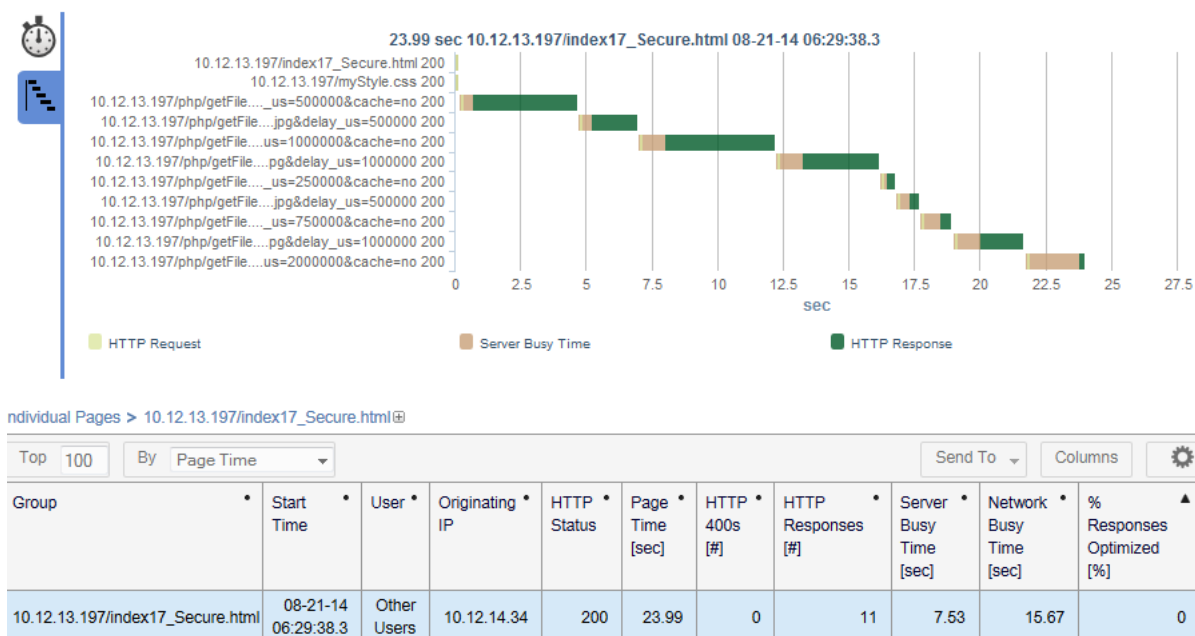 23.99 sec 10.12.13.197/index17_Secure.html 08-21-14 06:29:38.3
10.12.13.197/index17_Secure.html 200
10.12.13.197/myStyle.css 200
10.12.13.197/php/getFile...._us=500000&cache=no 200
10.12.13.197/php/getFile....jpg&delay_us=500000 200
10.12.13.197/php/getFile....us=1000000&cache=no 200
10.12.13.197/php/getFile....pg&delay_us=1000000 200
10.12.13.197/php/getFile...._us=250000&cache=no 200
10.12.13.197/php/getFile....jpg&delay_us=500000 200
10.12.13.197/php/getFile...._us=750000&cache=no 200
10.12.13.197/php/getFile....pg&delay_us=1000000 200
10.12.13.197/php/getFile....us=2000000&cache=no 200
0 2.5 5 7.5 10 12.5 15 17.5 20 22.5 25 27.5
sec
HTTP Request Server Busy Time HTTP Response
ndividual Pages > 10.12.13.197/index17_Secure.html
Top 100 By Page Time Send To Columns
Group Start User Originating HTTP Page HTTP HTTP Server Network %
Time IP Status Time 400s Responses Busy Busy Responses
[sec] [#] [#] Time Time Optimized
[sec] [sec] [%]
10.12.13.197/index17_Secure.html 08-21-14 Other 10.12.14.34 200 23.99 0 11 7.53 15.67 0
06:29:38.3 Users